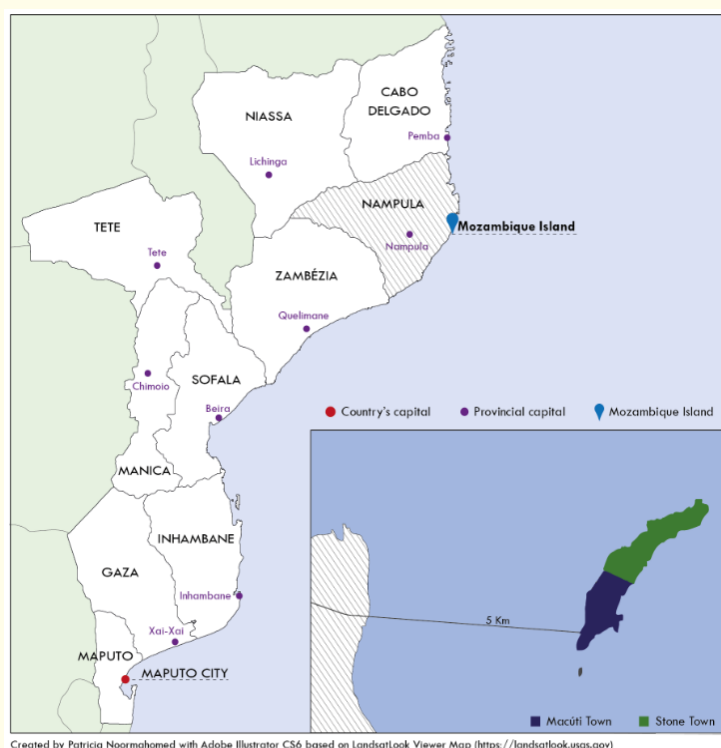 CABO
DELGADO
NIASSA
Pemba
Lichinga
NAMPULA
TETE
Mozambique Island
Nampula
Tete
ZAMBÉZIA
Quelimane
SOFALA
Chimoio
Beira
Country's capital
Provincial capital
Mozambique Island
MANICA
INHAMBANE
GAZA
Inhambane
5 Km
Xai-Xai
MAPUTO
MAPUTO CITY
Macúti Town
Stone Town
Created by Patricia Noormahomed with Adobe Illustrator CS6 based on LandsatLook Viewer Map (https://landsatlook.usgs.gov)